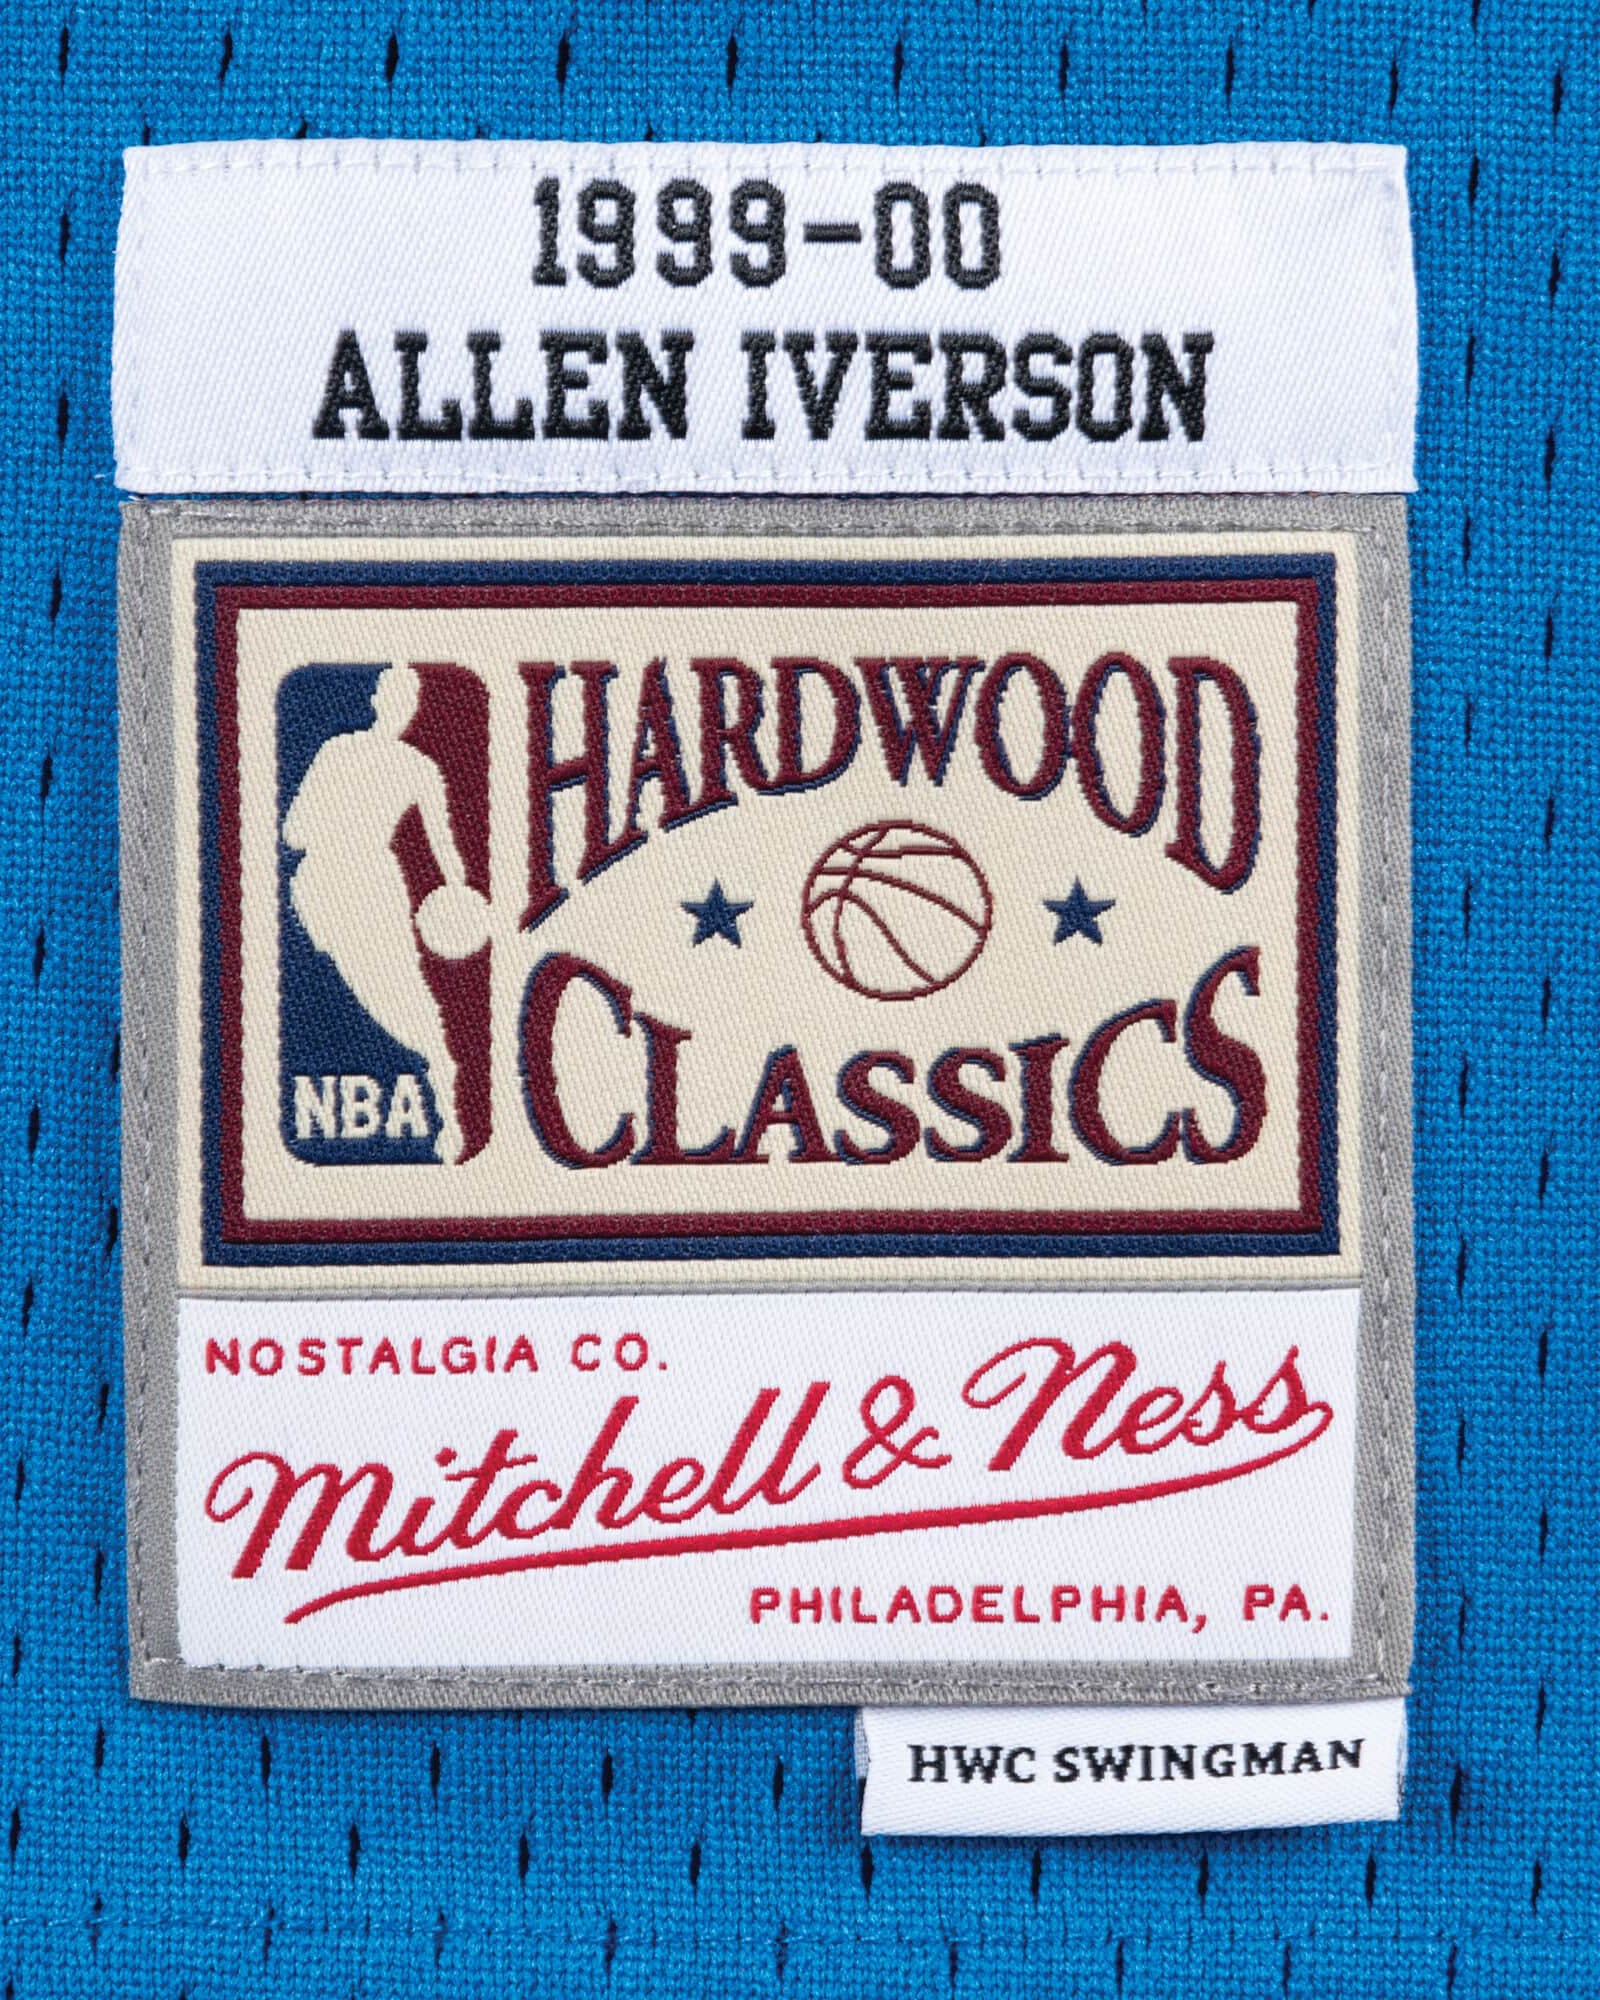 1999-00
ALLEN IVERSON
HARDWOOD
CLASSICS
NBA
NOSTALGIA CO.
Mitchell & Ness
PHILADELPHIA, PA.
HWC SWINGMAN